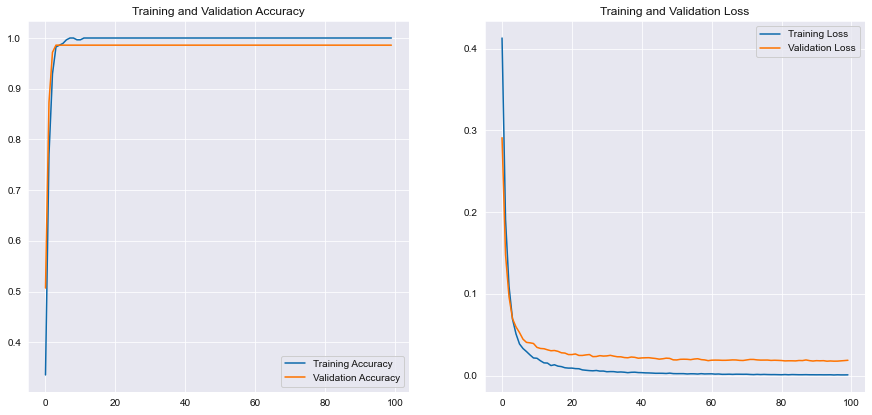 Training and Validation Accuracy
1.0
0.9
0.8
0.7
0.6
0.5
0.4
0 20 40 60 80 100
Training Accuracy
Validation Accuracy
Training and Validation Loss
0.4
0.3
0.2
0.1
0.0
0 20 40 60 80 100
Training Loss
Validation Loss